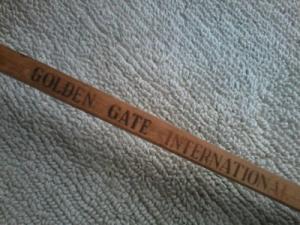 GOLDEN GATE INTERNATIONAL